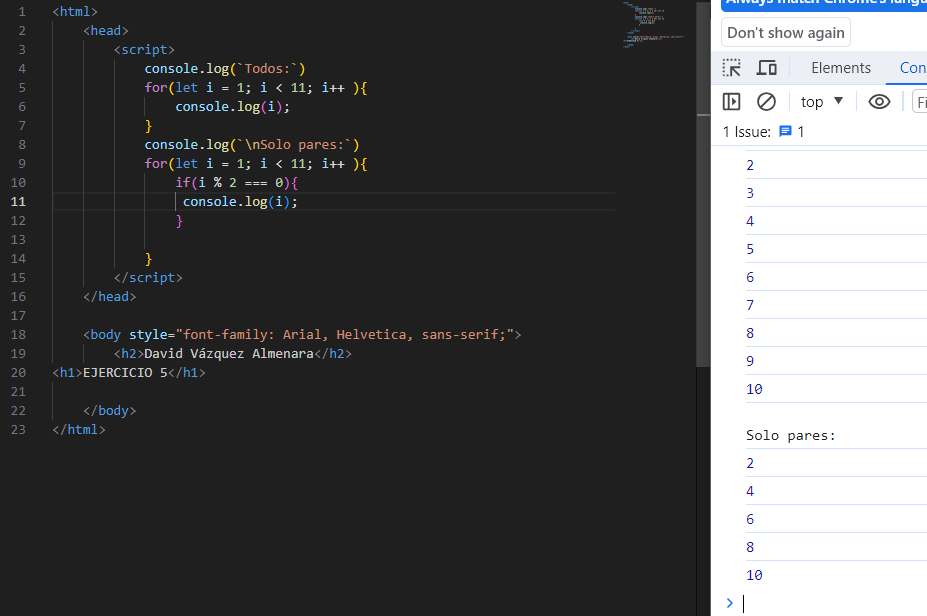 1 <html>
2 <head>
3 <script>
4 console.log(`Todos:`)
5 for(let i = 1; i < 11; i++ ){
6 console.log(i);
7 }
8 console.log(`\nSolo pares:`)
9 for(let i = 1; i < 11; i++ ){
10 if(i % 2 === 0){
11 console.log(i);
12 }
13
14 }
15 </script>
16 </head>
17
18 <body style="font-family: Arial, Helvetica, sans-serif;">
19 <h2>David Vázquez Almenara</h2>
20 <h1>EJERCICIO 5</h1>
21
22 </body>
23 </html>
Always match Chrome's langu
Don't show again
Elements Con
top Fi
1 Issue: 1
2
3
4
5
6
7
8
9
10
Solo pares:
2
4
6
8
10
>